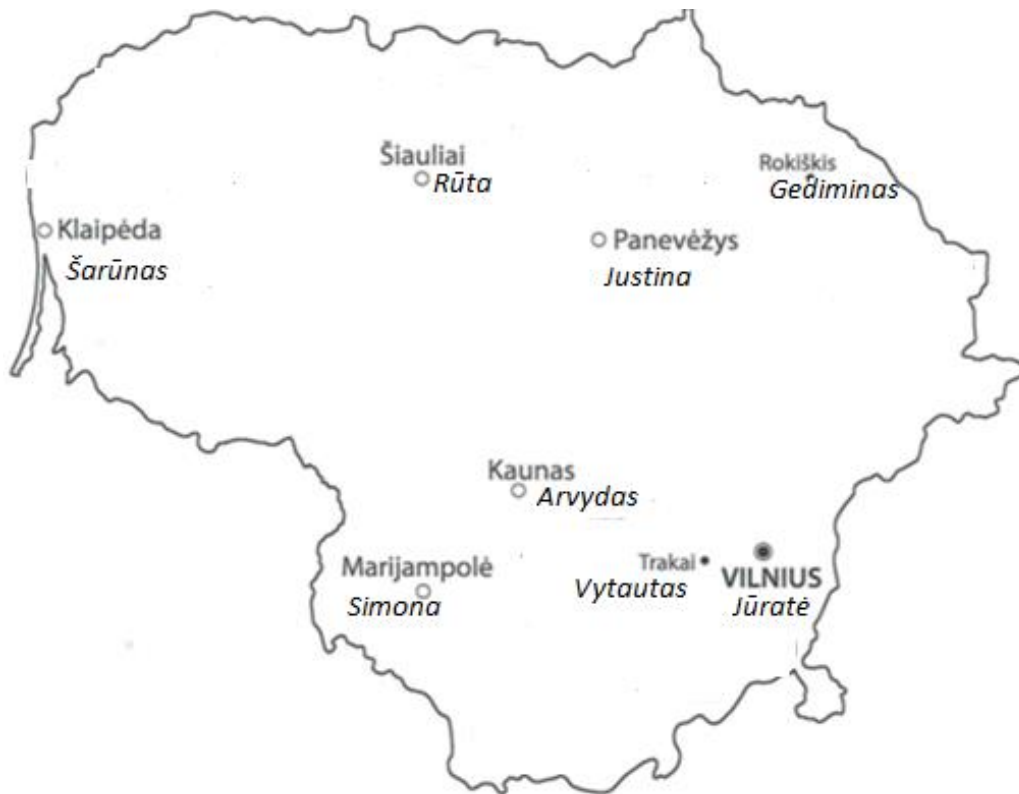 Šiauliai
Rūta
Rokiškis
Gediminas
Klaipėda
Šarūnas
Panevėžys
Justina
Kaunas
Arvydas
Marijampolė
Simona
Trakai
Vytautas
VILNIUS
Jūratė